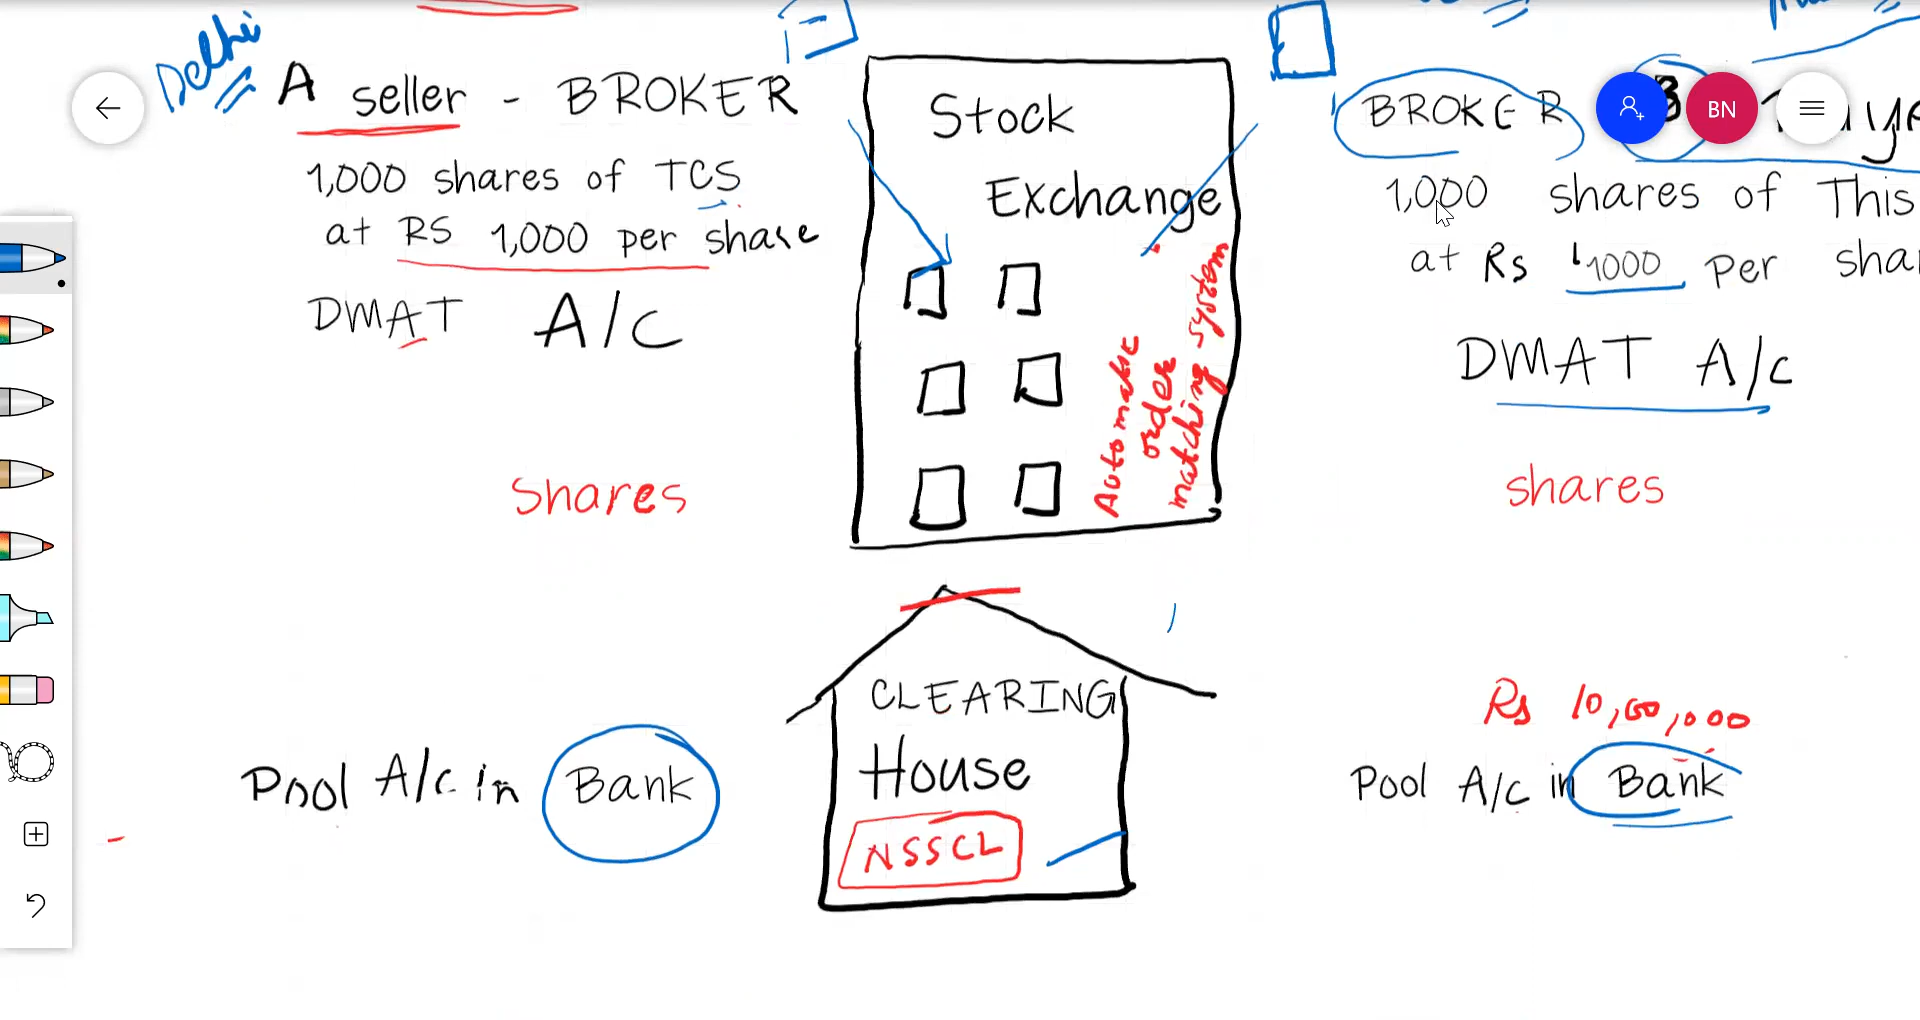 Delhi
A seller - BROKER
1,000 shares of TCS
at RS 1,000 per share
DMAT A/c
Shares
Stock
Exchange
Automatic
order
matching system
BROKER
BN
1,000 shares of This
at Rs 1000 per
DMAT A/c
shares
CLEARING
House
NSSCL
Pool A/c in Bank
Rs 10,00,000
Pool A/c in Bank